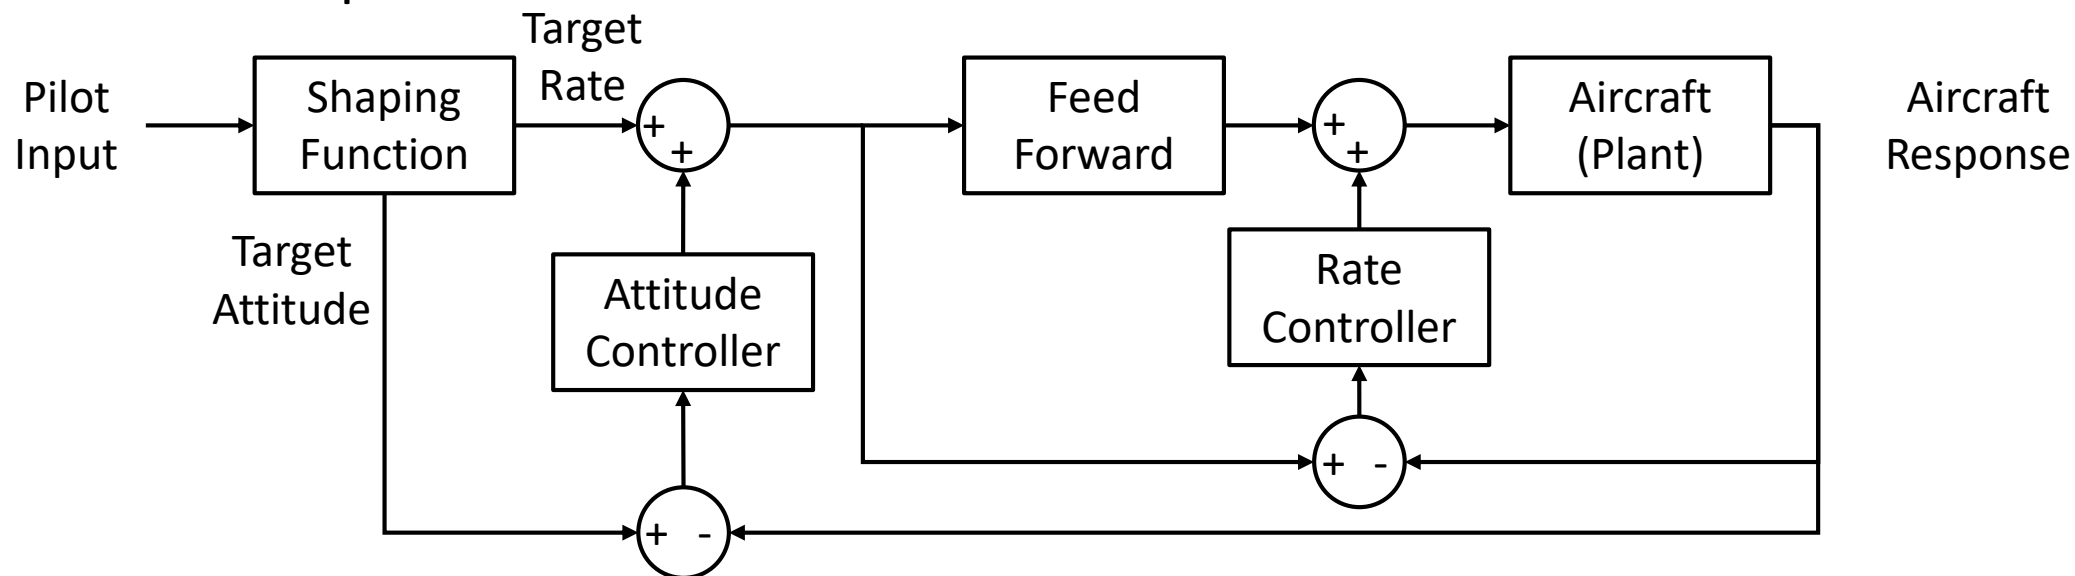 Pilot
Input
Shaping
Function
Target
Rate
+
+
Feed
Forward
+
+
Aircraft
(Plant)
Aircraft
Response
Target
Attitude
Attitude
Controller
Rate
Controller
+ -
+ -